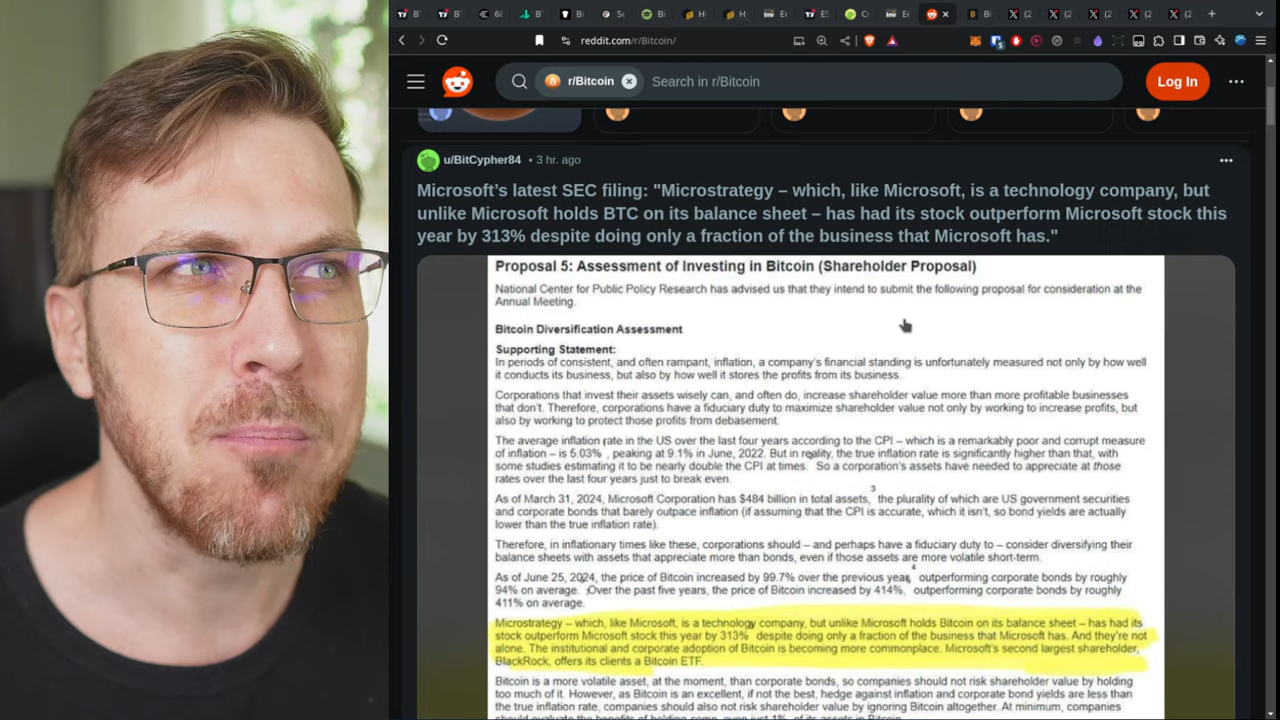 reddit.com/r/Bitcoin/
r/Bitcoin
Search in r/Bitcoin
Log In
u/BitCypher84 • 3 hr. ago
Microsoft’s latest SEC filing: "Microstrategy – which, like Microsoft, is a technology company, but
unlike Microsoft holds BTC on its balance sheet – has had its stock outperform Microsoft stock this
year by 313% despite doing only a fraction of the business that Microsoft has."
Proposal 5: Assessment of Investing in Bitcoin (Shareholder Proposal)
National Center for Public Policy Research has advised us that they intend to submit the following proposal for consideration at the
Annual Meeting.
Bitcoin Diversification Assessment
Supporting Statement:
In periods of consistent, and often rampant, inflation, a company’s financial standing is unfortunately measured not only by how well
it conducts its business, but also by how well it stores the profits from its business.
Corporations that invest their assets wisely can, and often do, increase shareholder value more than more profitable businesses
that don’t. Therefore, corporations have a fiduciary duty to maximize shareholder value not only by working to increase profits, but
also by working to protect those profits from debasement.
The average inflation rate in the US over the last four years according to the CPI – which is a remarkably poor and corrupt measure
of inflation – is 5.03% , peaking at 9.1% in June, 2022. But in reality, the true inflation rate is significantly higher than that, with
some studies estimating it to be nearly double the CPI at times. So a corporation’s assets have needed to appreciate at those
rates over the last four years just to break even.
As of March 31, 2024, Microsoft Corporation has $484 billion in total assets, 3 the plurality of which are US government securities
and corporate bonds that barely outpace inflation (if assuming that the CPI is accurate, which it isn’t, so bond yields are actually
lower than the true inflation rate).
Therefore, in inflationary times like these, corporations should – and perhaps have a fiduciary duty to – consider diversifying their
balance sheets with assets that appreciate more than bonds, even if those assets are more volatile short-term.
As of June 25, 2024, the price of Bitcoin increased by 99.7% over the previous year, 4 outperforming corporate bonds by roughly
94% on average. Over the past five years, the price of Bitcoin increased by 414%, outperforming corporate bonds by roughly
411% on average.
Microstrategy – which, like Microsoft, is a technology company, but unlike Microsoft holds Bitcoin on its balance sheet – has had its
stock outperform Microsoft stock this year by 313% despite doing only a fraction of the business that Microsoft has. And they’re not
alone. The institutional and corporate adoption of Bitcoin is becoming more commonplace. Microsoft’s second largest shareholder,
BlackRock, offers its clients a Bitcoin ETF.
Bitcoin is a more volatile asset, at the moment, than corporate bonds, so companies should not risk shareholder value by holding
too much of it. However, as Bitcoin is an excellent, if not the best, hedge against inflation and corporate bond yields are less than
the true inflation rate, companies should also not risk shareholder value by ignoring Bitcoin altogether. At minimum, companies
should evaluate the benefits of holding some, even just 1%, of its assets in Bitcoin.